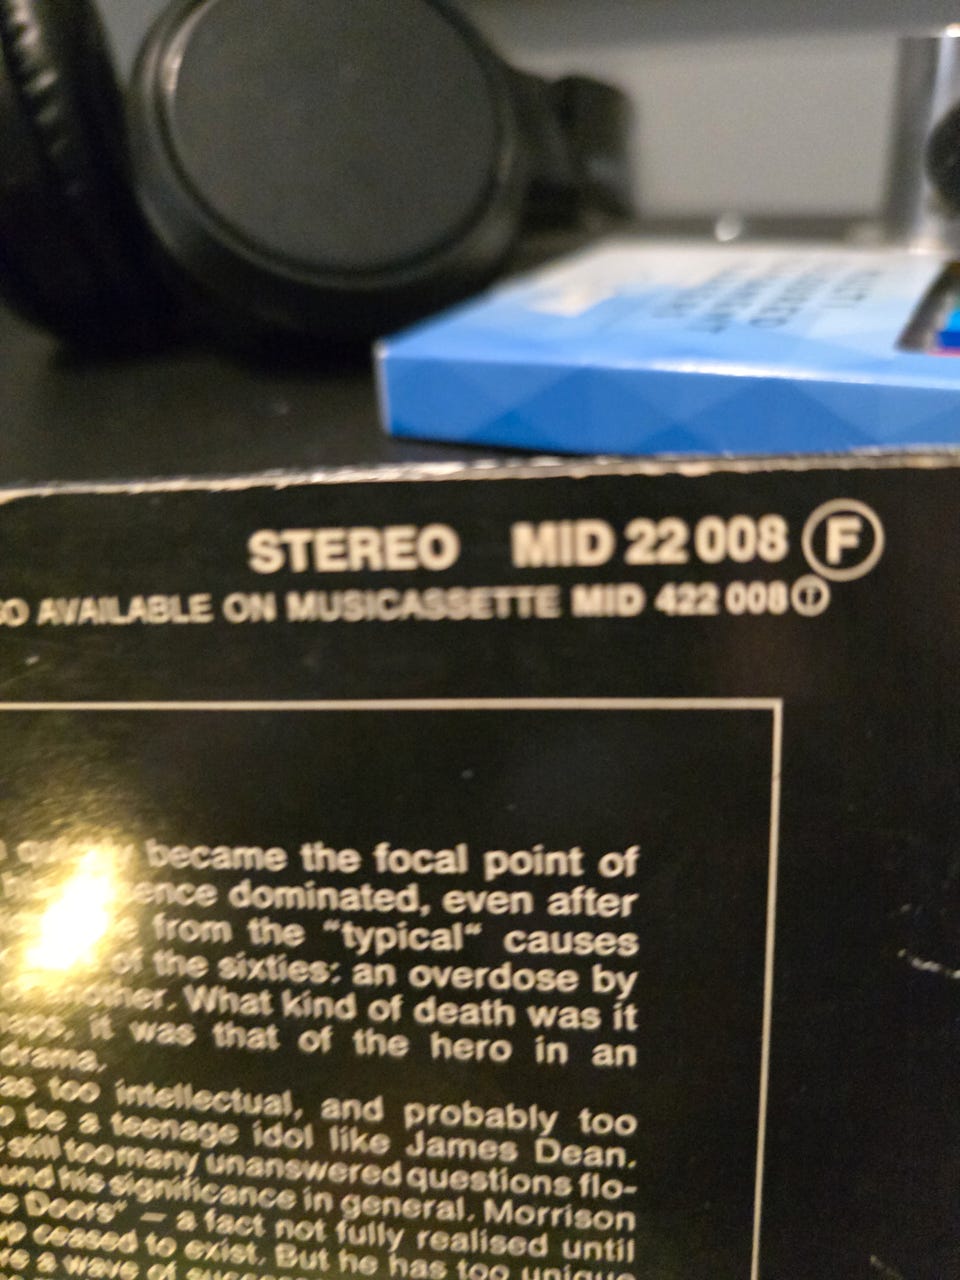 STEREO MID 22 008 F
AVAILABLE ON MUSICASSETTE MID 422 008
became the focal point of
dominated, even after
from the "typical“ causes
of the sixties: an overdose by
What kind of death was it
it was that of the hero in an
drama.
too intellectual, and probably too
be a teenage idol like James Dean.
still too many unanswered questions flo-
his significance in general. Morrison
Doors“ — a fact not fully realised until
ceased to exist. But he has too unique
a wave of